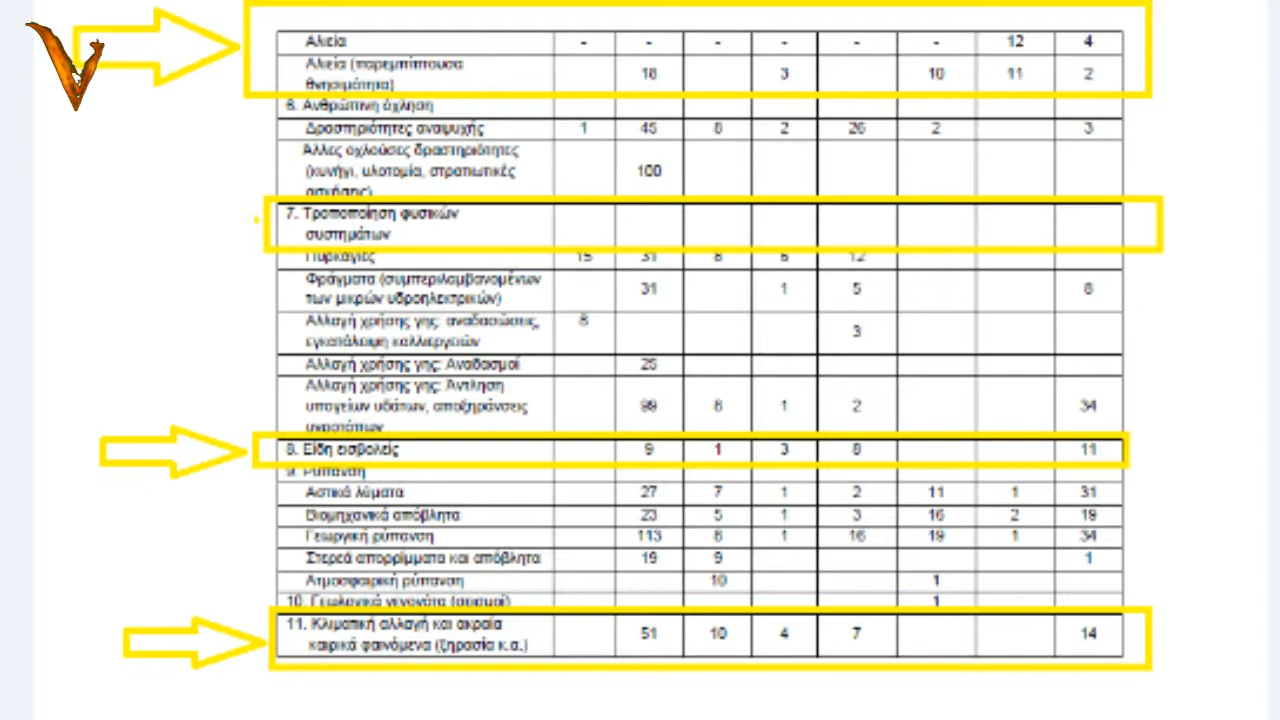 Αλιεία - - - - - - 12 4
Αλιεία (παρεμπίπτουσα
θνησιμότητα) 18 3 10 11 2
6. Ανθρώπινη όχληση
Δραστηριότητες αναψυχής 1 45 8 2 26 2 3
Άλλες οχλούσες δραστηριότητες
(κυνήγι, υλοτομία, στρατιωτικές
ασκήσεις) 100
7. Τροποποίηση φυσικών
συστημάτων
Πυρκαγιές 15 31 8 6 12
Φράγματα (συμπεριλαμβανομένων
των μικρών υδροηλεκτρικών) 31 1 5 8
Αλλαγή χρήσης γης: αναδασώσεις,
εγκατάλειψη καλλιεργειών 8 3
Αλλαγή χρήσης γης: Αναδασμοί 25
Αλλαγή χρήσης γης: Άντληση
υπογείων υδάτων, αποξηράνσεις
υγροτόπων 99 8 1 2 34
8. Είδη εισβολείς 9 1 3 8 11
9. Ρύπανση
Αστικά λύματα 27 7 1 2 11 1 31
Βιομηχανικά απόβλητα 23 5 1 3 16 2 19
Γεωργική ρύπανση 113 8 1 16 19 1 34
Στερεά απορρίμματα και απόβλητα 19 9 1
Ατμοσφαιρική ρύπανση 10 1
10. Γεωλογικά γεγονότα (σεισμοί) 1
11. Κλιματική αλλαγή και ακραία
καιρικά φαινόμενα (ξηρασία κ.α.) 51 10 4 7 14